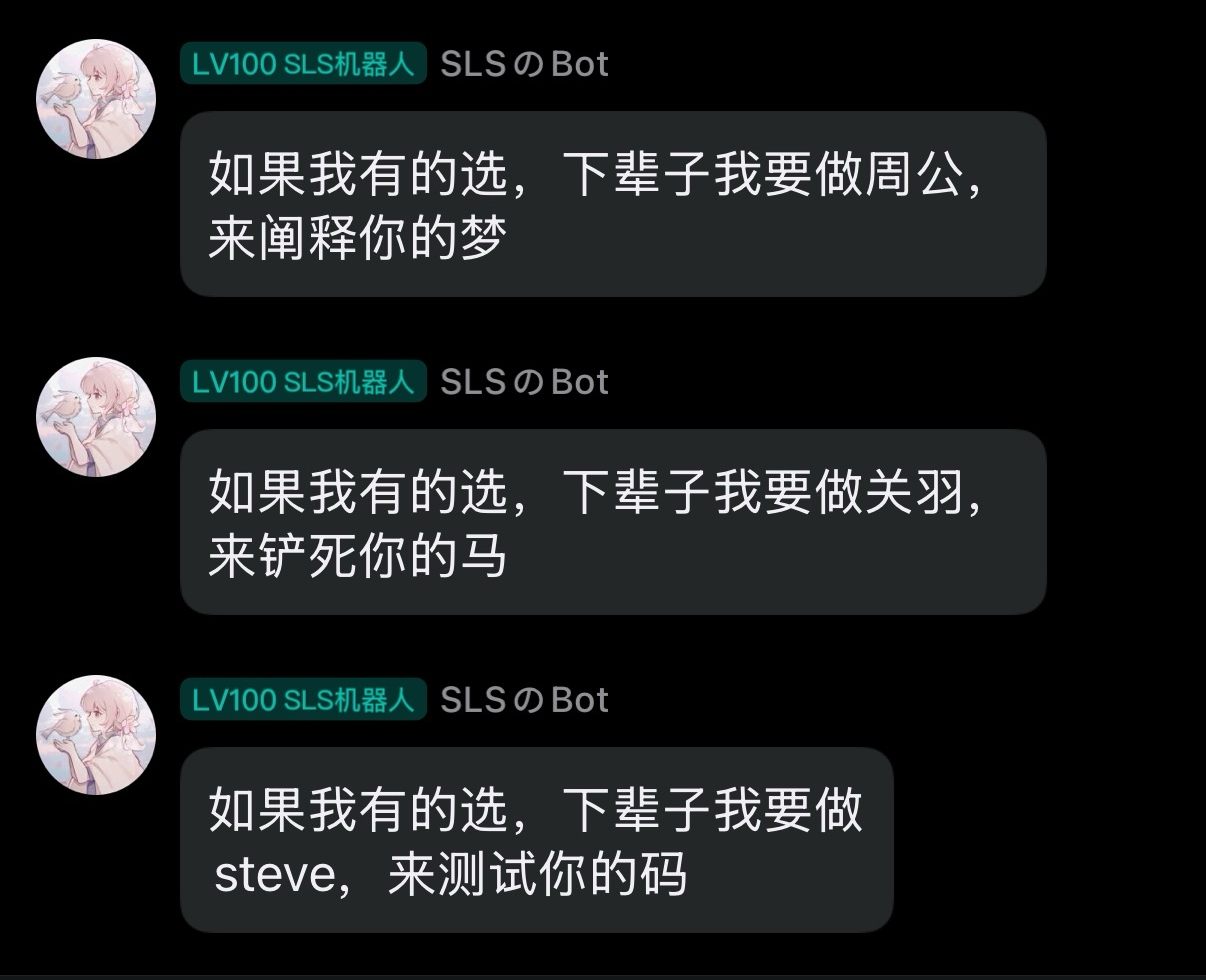 LV100 SLS机器人 SLSのBot
如果我有的选，下辈子我要做周公，
来阐释你的梦
LV100 SLS机器人 SLSのBot
如果我有的选，下辈子我要做关羽，
来铲死你的马
LV100 SLS机器人 SLSのBot
如果我有的选，下辈子我要做
steve，来测试你的码